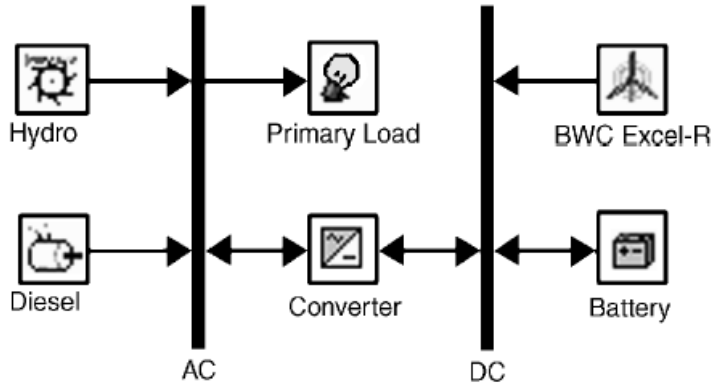 Hydro
Primary Load
BWC Excel-R
Diesel
Converter
Battery
AC
DC